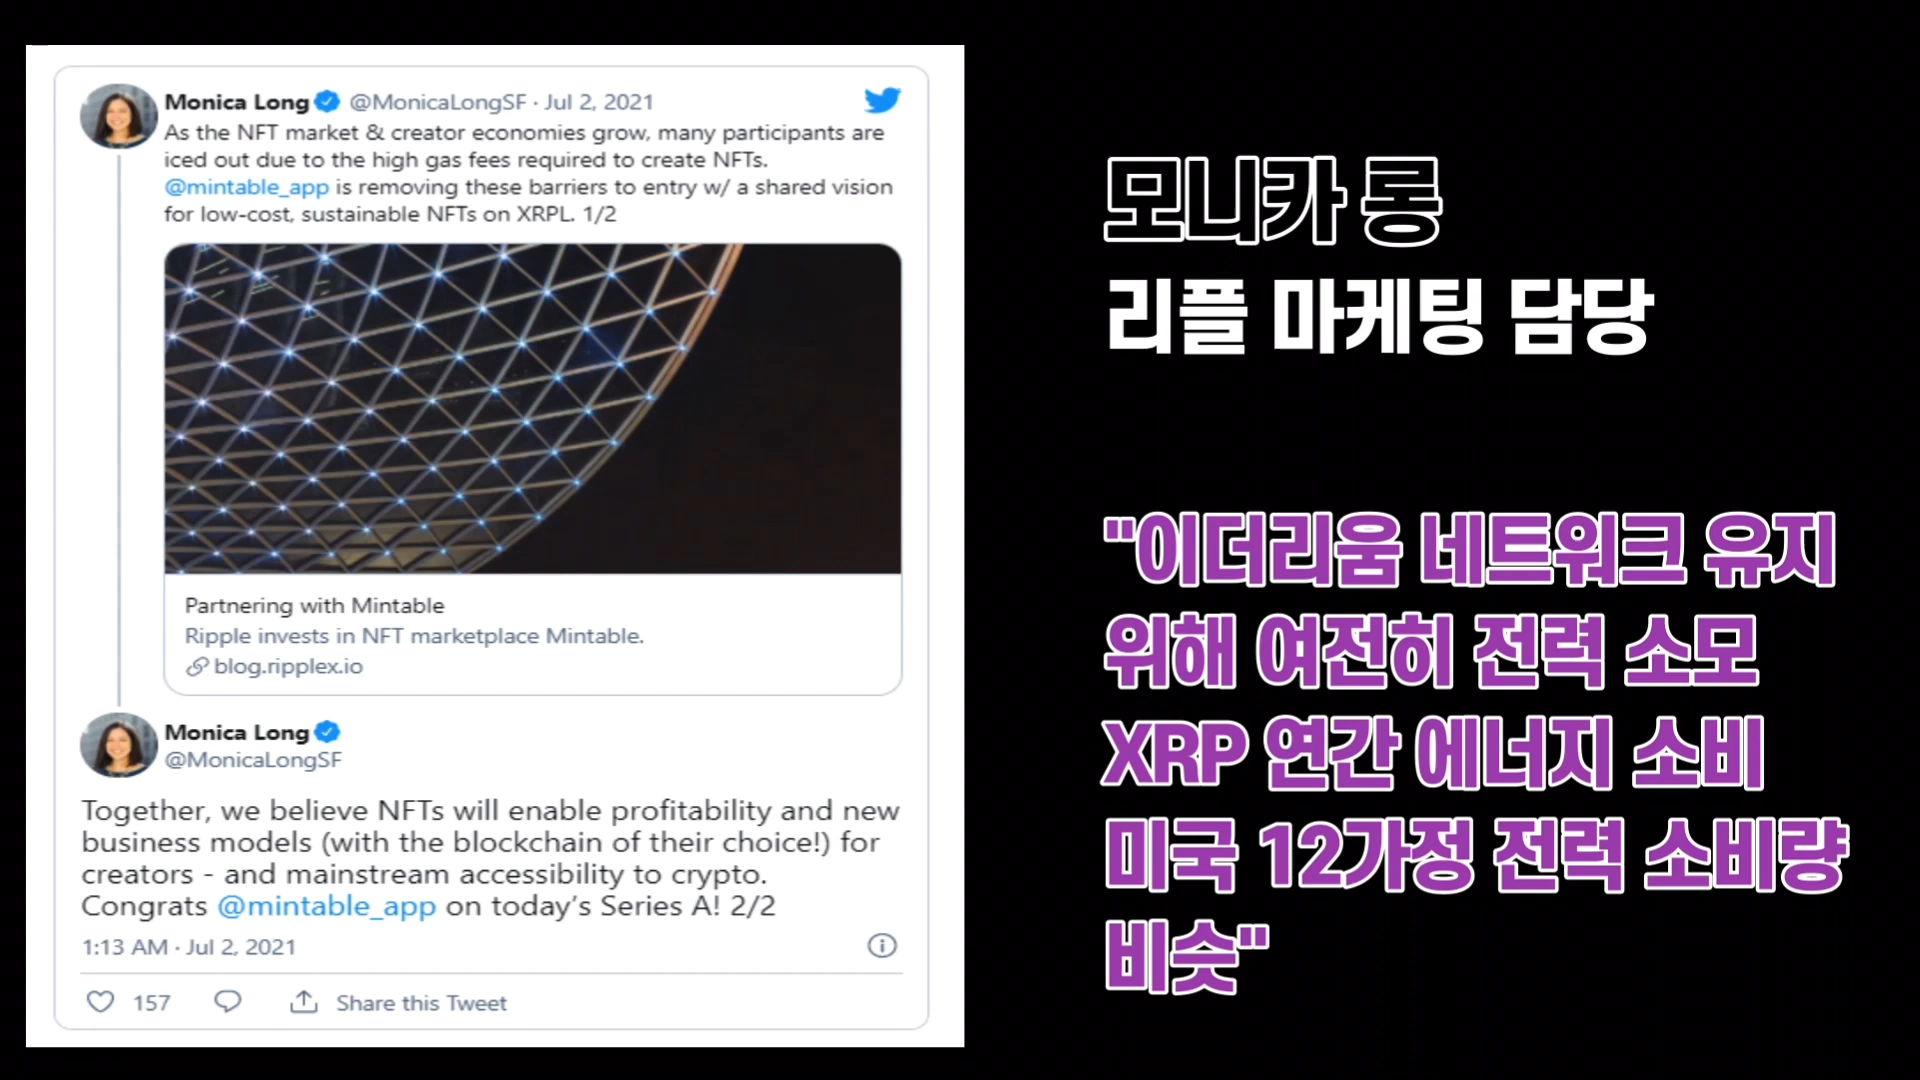 Monica Long @MonicaLongSF · Jul 2, 2021
As the NFT market & creator economies grow, many participants are
iced out due to the high gas fees required to create NFTs.
@mintable_app is removing these barriers to entry w/ a shared vision
for low-cost, sustainable NFTs on XRPL. 1/2
Partnering with Mintable
Ripple invests in NFT marketplace Mintable.
blog.ripplex.io
Monica Long
@MonicaLongSF
Together, we believe NFTs will enable profitability and new
business models (with the blockchain of their choice!) for
creators - and mainstream accessibility to crypto.
Congrats @mintable_app on today's Series A! 2/2
1:13 AM · Jul 2, 2021
157
Share this Tweet
모니카 롱
리플 마케팅 담당
"이더리움 네트워크 유지
위해 여전히 전력 소모
XRP 연간 에너지 소비
미국 12가정 전력 소비량
비슷"